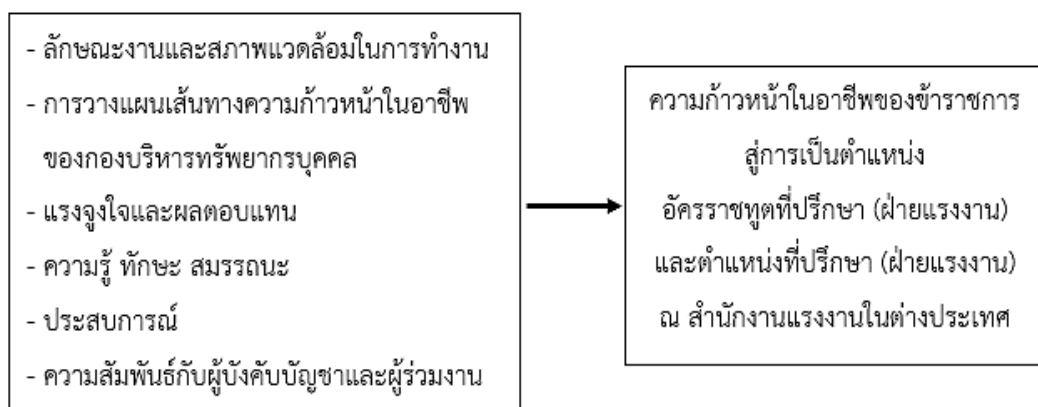 - ลักษณะงานและสภาพแวดล้อมในการทำงาน
- การวางแผนเส้นทางความก้าวหน้าในอาชีพ
ของกองบริหารทรัพยากรบุคคล
- แรงจูงใจและผลตอบแทน
- ความรู้ ทักษะ สมรรถนะ
- ประสบการณ์
- ความสัมพันธ์กับผู้บังคับบัญชาและผู้ร่วมงาน
ความก้าวหน้าในอาชีพของข้าราชการ
สู่การเป็นตำแหน่ง
อัครราชทูตที่ปรึกษา (ฝ่ายแรงงาน)
และตำแหน่งที่ปรึกษา (ฝ่ายแรงงาน)
ณ สำนักงานแรงงานในต่างประเทศ